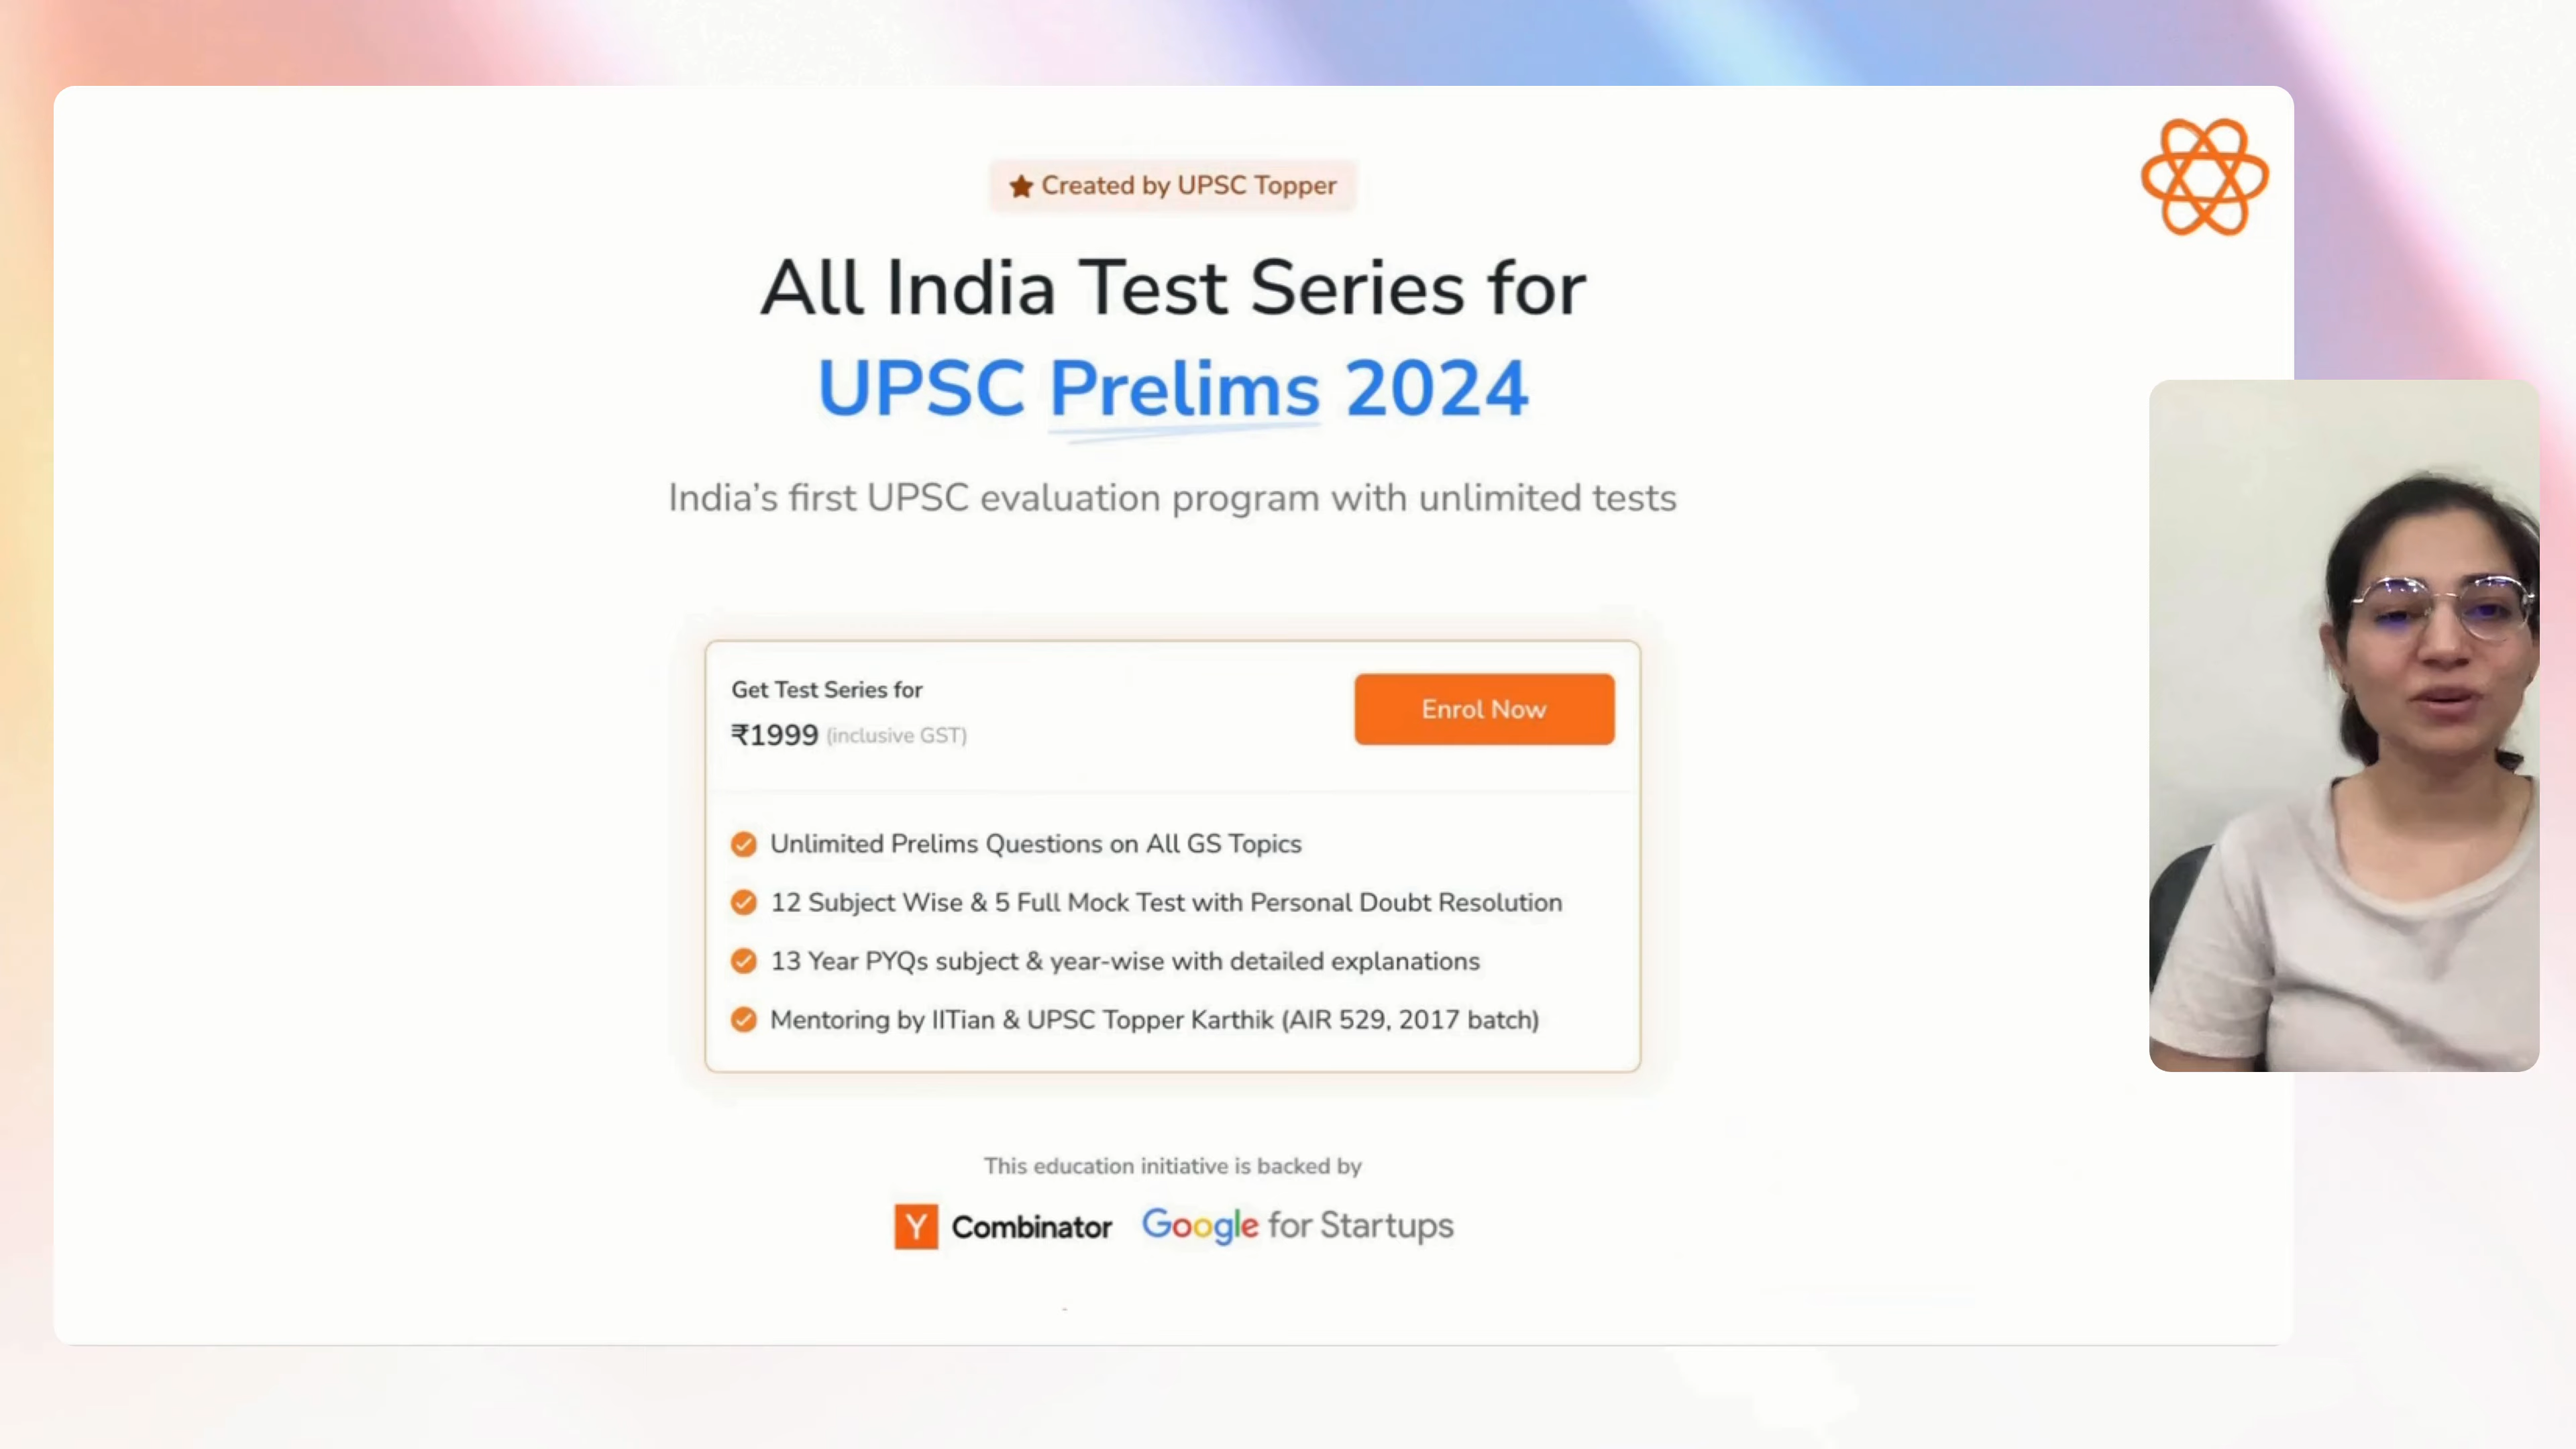 Created by UPSC Topper
All India Test Series for
UPSC Prelims 2024
India's first UPSC evaluation program with unlimited tests
Get Test Series for
₹1999 (inclusive GST)
Enrol Now
Unlimited Prelims Questions on All GS Topics
12 Subject Wise & 5 Full Mock Test with Personal Doubt Resolution
13 Year PYQs subject & year-wise with detailed explanations
Mentoring by IITian & UPSC Topper Karthik (AIR 529, 2017 batch)
This education initiative is backed by
Y Combinator Google for Startups